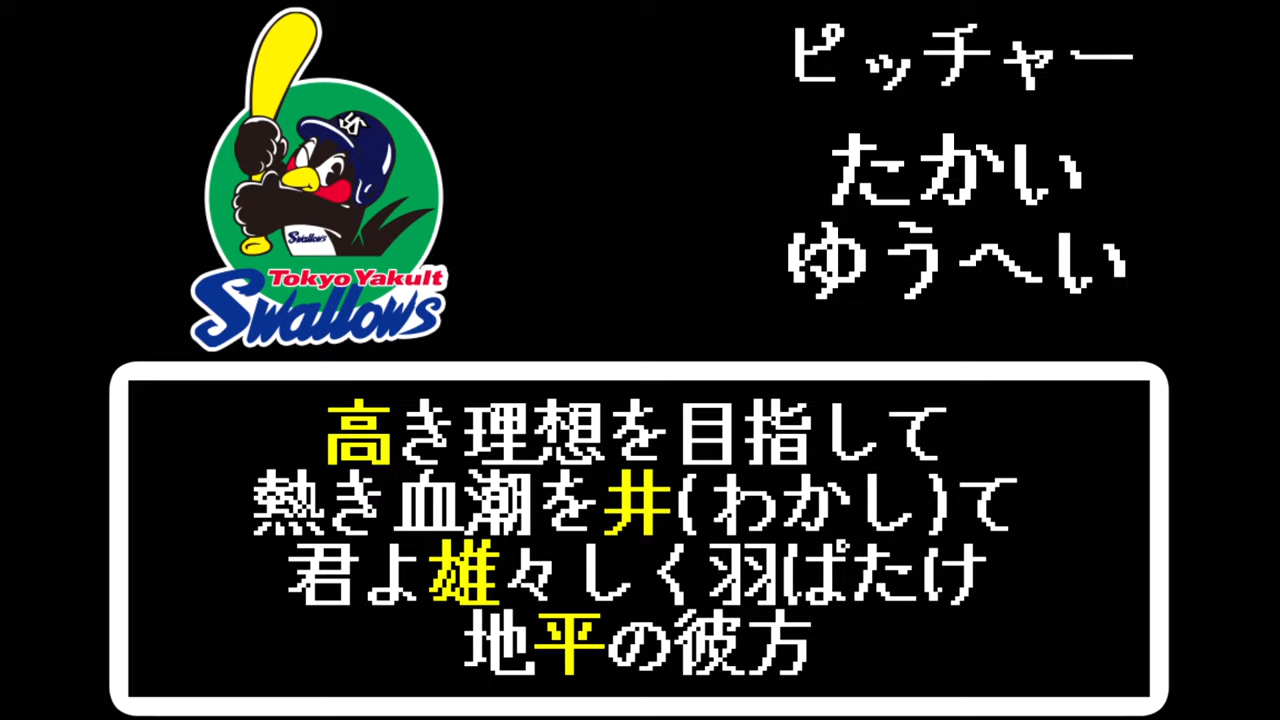 YS
Swallows
Tokyo Yakult
Swallows
ピッチャー
たかい
ゆうへい
高き理想を目指して
熱き血潮を井(わかし)て
君よ雄々しく羽ばたけ
地平の彼方